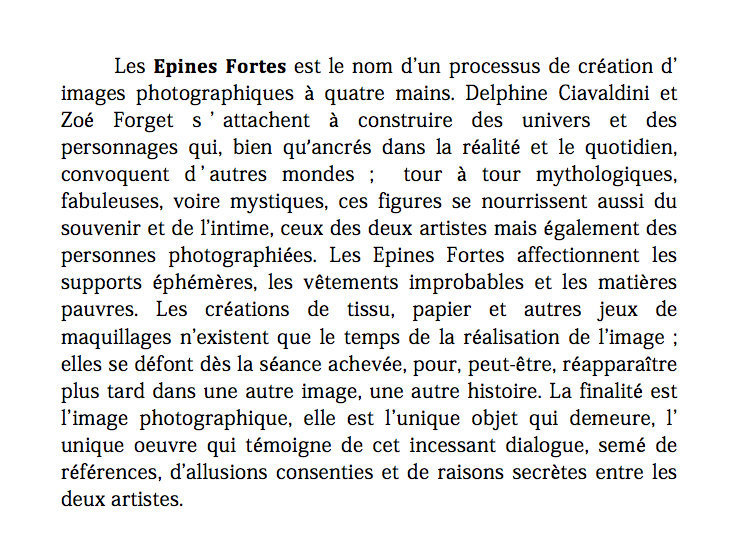 Les Epines Fortes est le nom d’un processus de création d’
images photographiques à quatre mains. Delphine Ciavaldini et
Zoé Forget s ’ attachent à construire des univers et des
personnages qui, bien qu’ancrés dans la réalité et le quotidien,
convoquent d ’ autres mondes ; tour à tour mythologiques,
fabuleuses, voire mystiques, ces figures se nourrissent aussi du
souvenir et de l’intime, ceux des deux artistes mais également des
personnes photographiées. Les Epines Fortes affectionnent les
supports éphémères, les vêtements improbables et les matières
pauvres. Les créations de tissu, papier et autres jeux de
maquillages n’existent que le temps de la réalisation de l’image ;
elles se défont dès la séance achevée, pour, peut-être, réapparaître
plus tard dans une autre image, une autre histoire. La finalité est
l’image photographique, elle est l’unique objet qui demeure, l’
unique oeuvre qui témoigne de cet incessant dialogue, semé de
références, d’allusions consenties et de raisons secrètes entre les
deux artistes.